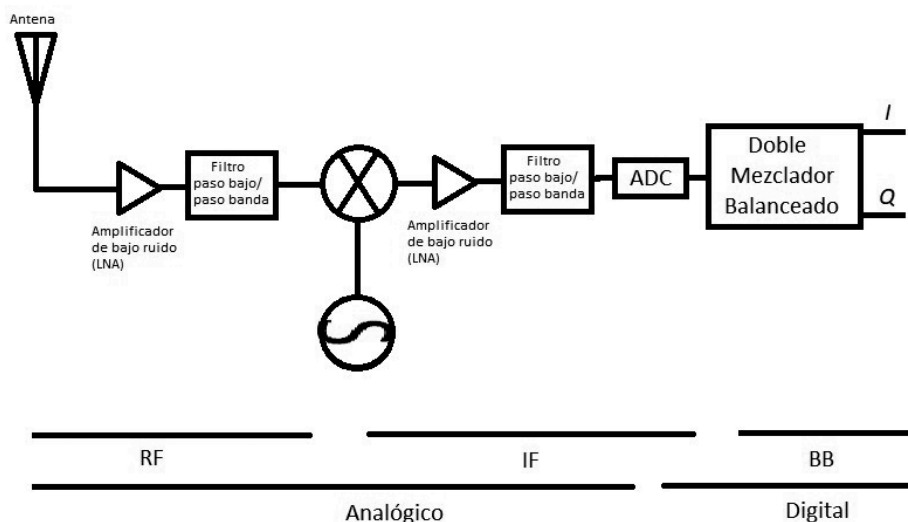 Antena
Amplificador
de bajo ruido
(LNA)
Filtro
paso bajo/
paso banda
Amplificador
de bajo ruido
(LNA)
Filtro
paso bajo/
paso banda
ADC
Doble
Mezclador
Balanceado
I
Q
RF
IF
BB
Analógico
Digital